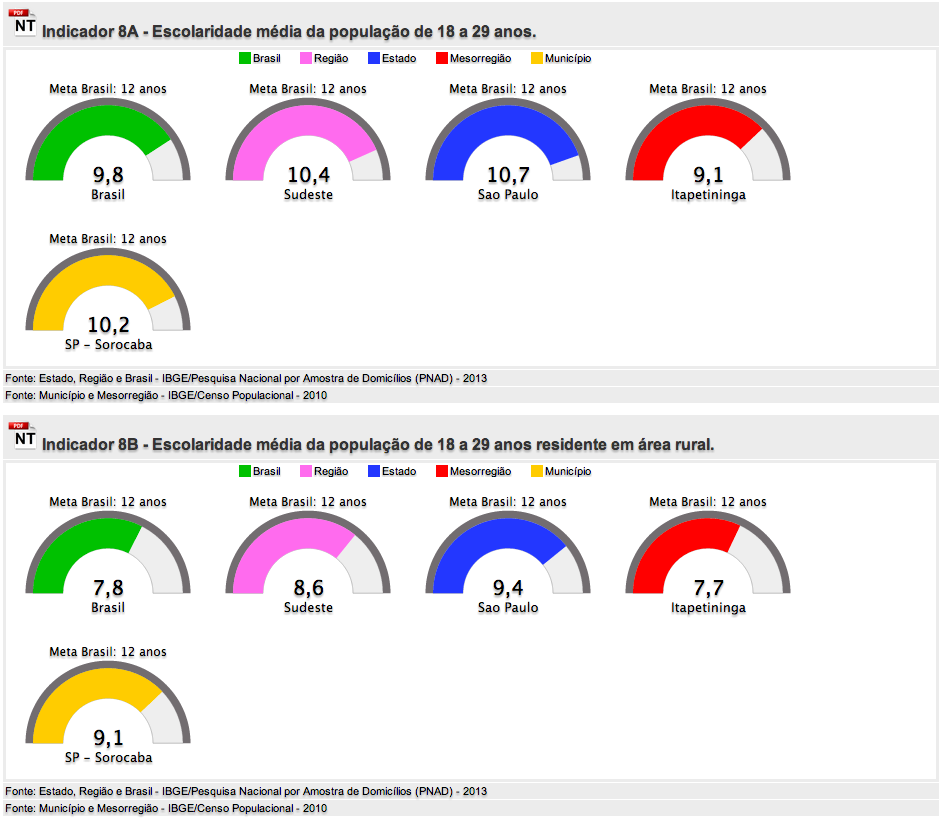 PDF
NT
Indicador 8A - Escolaridade média da população de 18 a 29 anos.
Brasil Região Estado Mesorregião Município
Meta Brasil: 12 anos Meta Brasil: 12 anos Meta Brasil: 12 anos Meta Brasil: 12 anos
9,8 10,4 10,7 9,1
Brasil Sudeste Sao Paulo Itapetininga
Meta Brasil: 12 anos
10,2
SP - Sorocaba
Fonte: Estado, Região e Brasil - IBGE/Pesquisa Nacional por Amostra de Domicílios (PNAD) - 2013
Fonte: Município e Mesorregião - IBGE/Censo Populacional - 2010
PDF
NT
Indicador 8B - Escolaridade média da população de 18 a 29 anos residente em área rural.
Brasil Região Estado Mesorregião Município
Meta Brasil: 12 anos Meta Brasil: 12 anos Meta Brasil: 12 anos Meta Brasil: 12 anos
7,8 8,6 9,4 7,7
Brasil Sudeste Sao Paulo Itapetininga
Meta Brasil: 12 anos
9,1
SP - Sorocaba
Fonte: Estado, Região e Brasil - IBGE/Pesquisa Nacional por Amostra de Domicílios (PNAD) - 2013
Fonte: Município e Mesorregião - IBGE/Censo Populacional - 2010